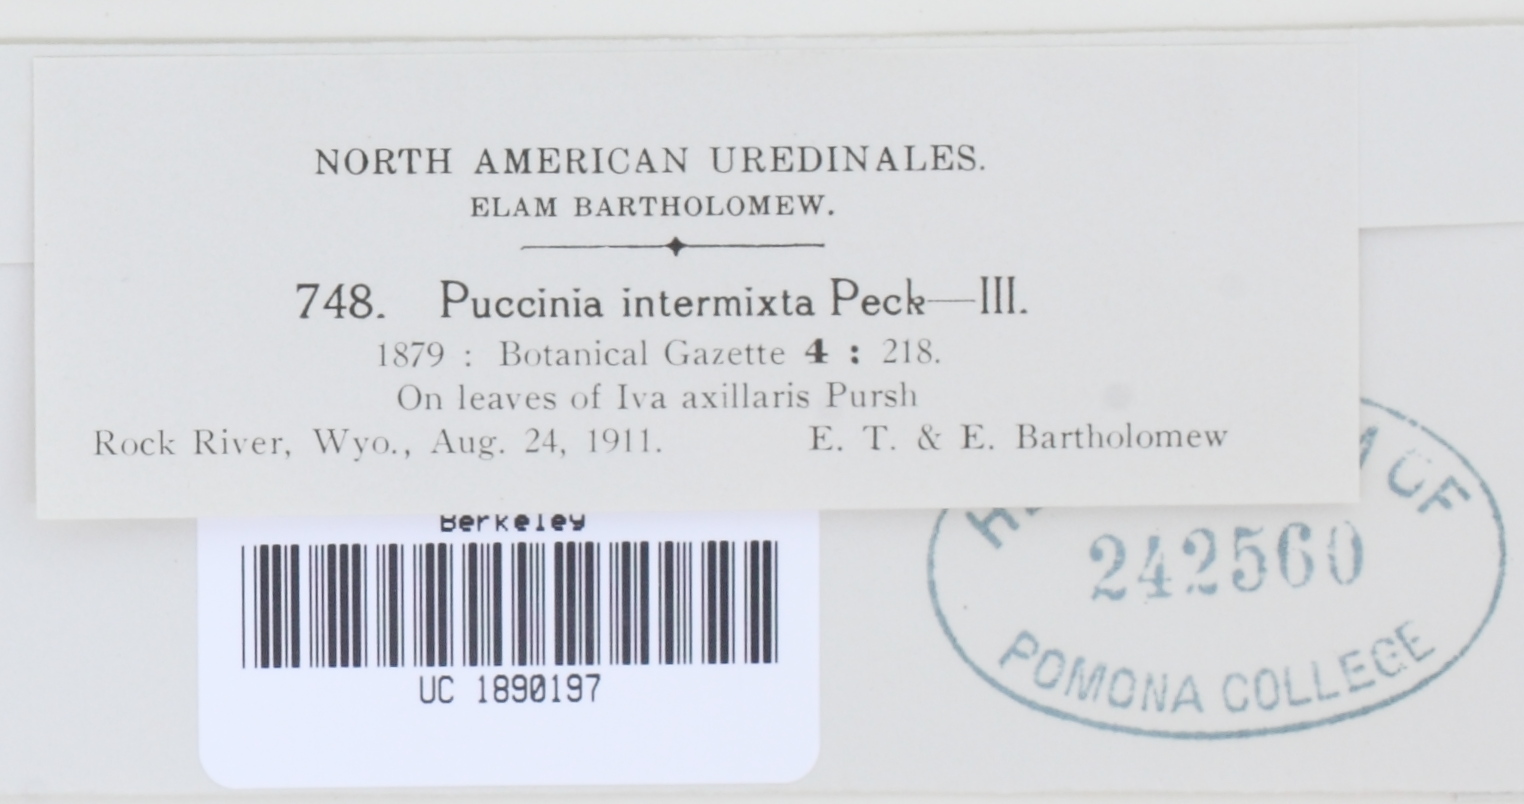 NORTH AMERICAN UREDINALES.
ELAM BARTHOLOMEW.
748. Puccinia intermixta Peck—III.
1879 : Botanical Gazette 4 : 218.
On leaves of Iva axillaris Pursh
Rock River, Wyo., Aug. 24, 1911. E. T. & E. Bartholomew
Berkeley
UC 1890197
OF
242560
POMONA COLLEGE